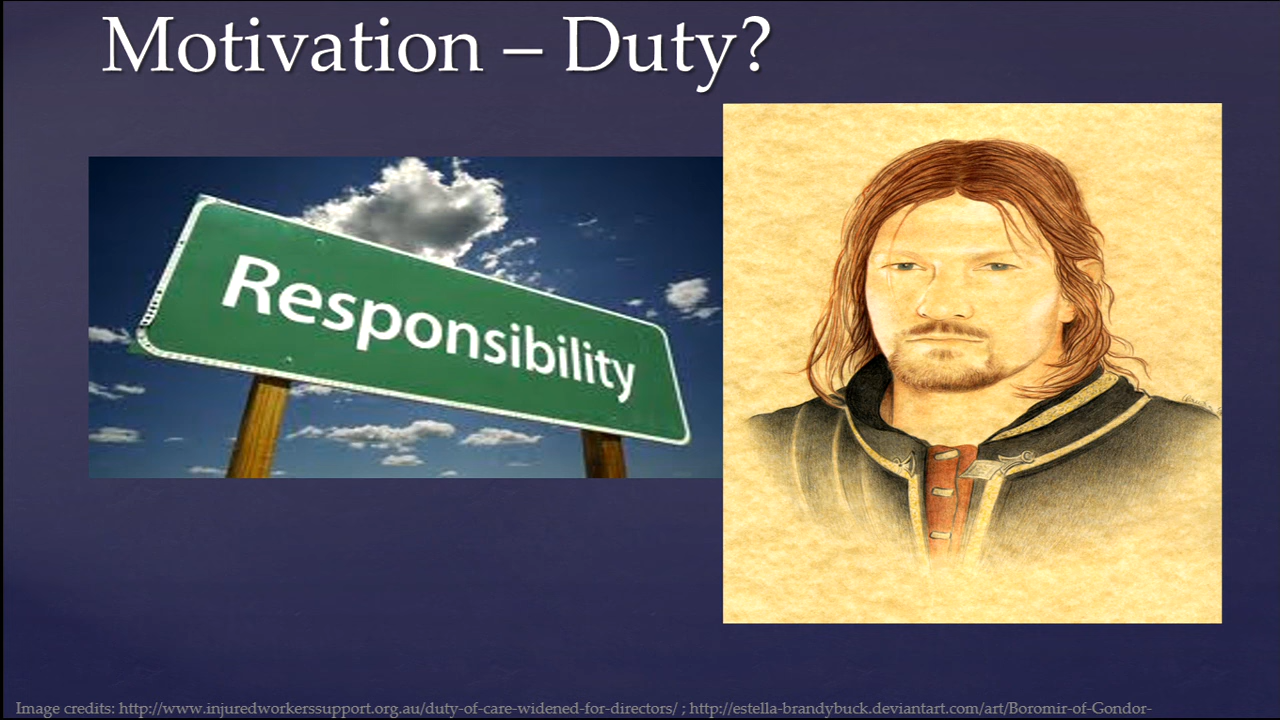 Motivation – Duty?
Responsibility
Image credits: http://www.injuredworkerssupport.org.au/duty-of-care-widened-for-directors/ ; http://estella-brandybuck.deviantart.com/art/Boromir-of-Gondor-